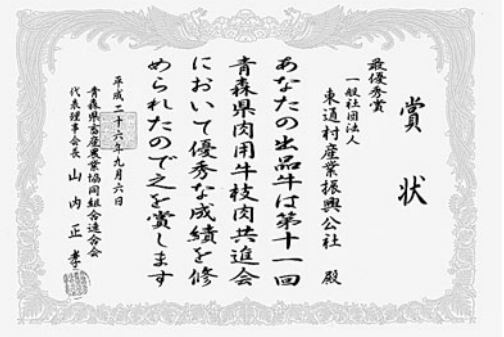 賞状
最優秀賞
一般社団法人
東通村産業振興公社 殿
あなたの出品牛は第十一回
青森県肉用牛枝肉共進会
において優秀な成績を修
められたので之を賞します
平成二十六年九月六日
青森県畜産農業協同組合連合会
代表理事会長 山内正孝